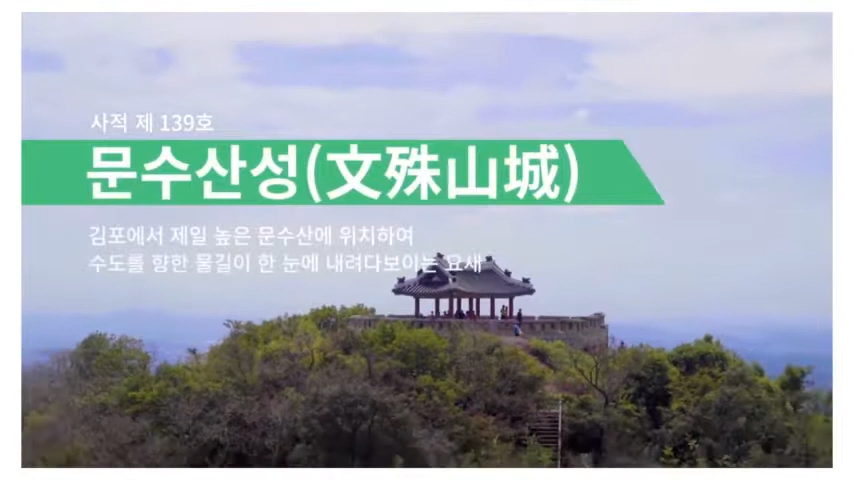 사적 제 139호
문수산성(文殊山城)
김포에서 제일 높은 문수산에 위치하여
수도를 향한 물길이 한 눈에 내려다보이는 요새